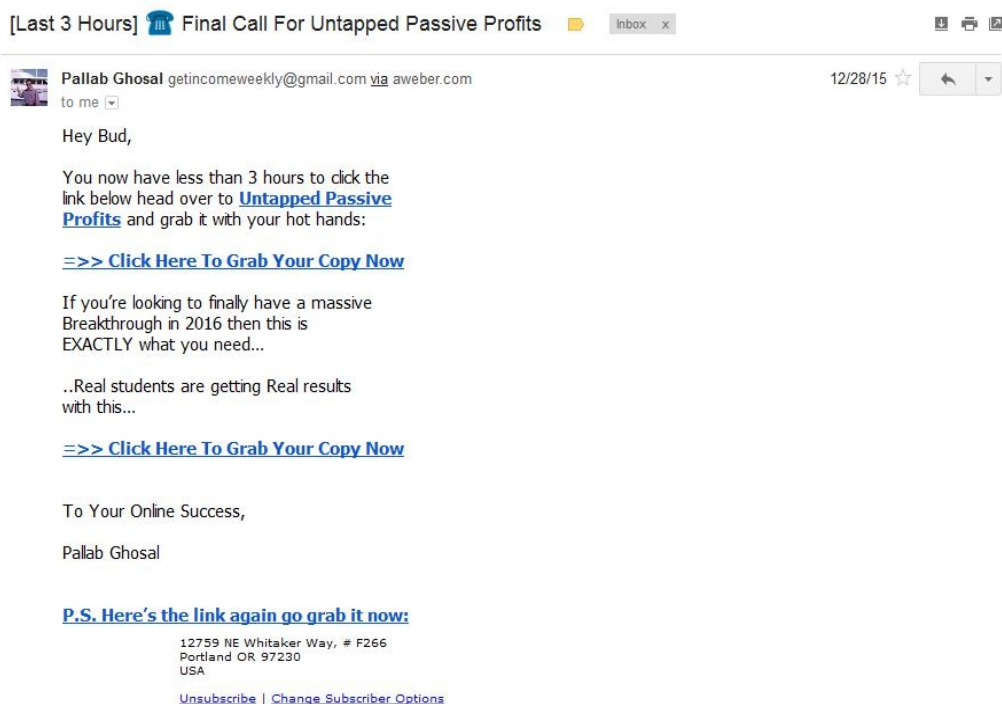 [Last 3 Hours] ☎ Final Call For Untapped Passive Profits Inbox x
Pallab Ghosal getincomeweekly@gmail.com via aweber.com 12/28/15
to me
Hey Bud,
You now have less than 3 hours to click the
link below head over to Untapped Passive
Profits and grab it with your hot hands:
=>> Click Here To Grab Your Copy Now
If you’re looking to finally have a massive
Breakthrough in 2016 then this is
EXACTLY what you need...
..Real students are getting Real results
with this...
=>> Click Here To Grab Your Copy Now
To Your Online Success,
Pallab Ghosal
P.S. Here’s the link again go grab it now:
12759 NE Whitaker Way, # F266
Portland OR 97230
USA
Unsubscribe | Change Subscriber Options